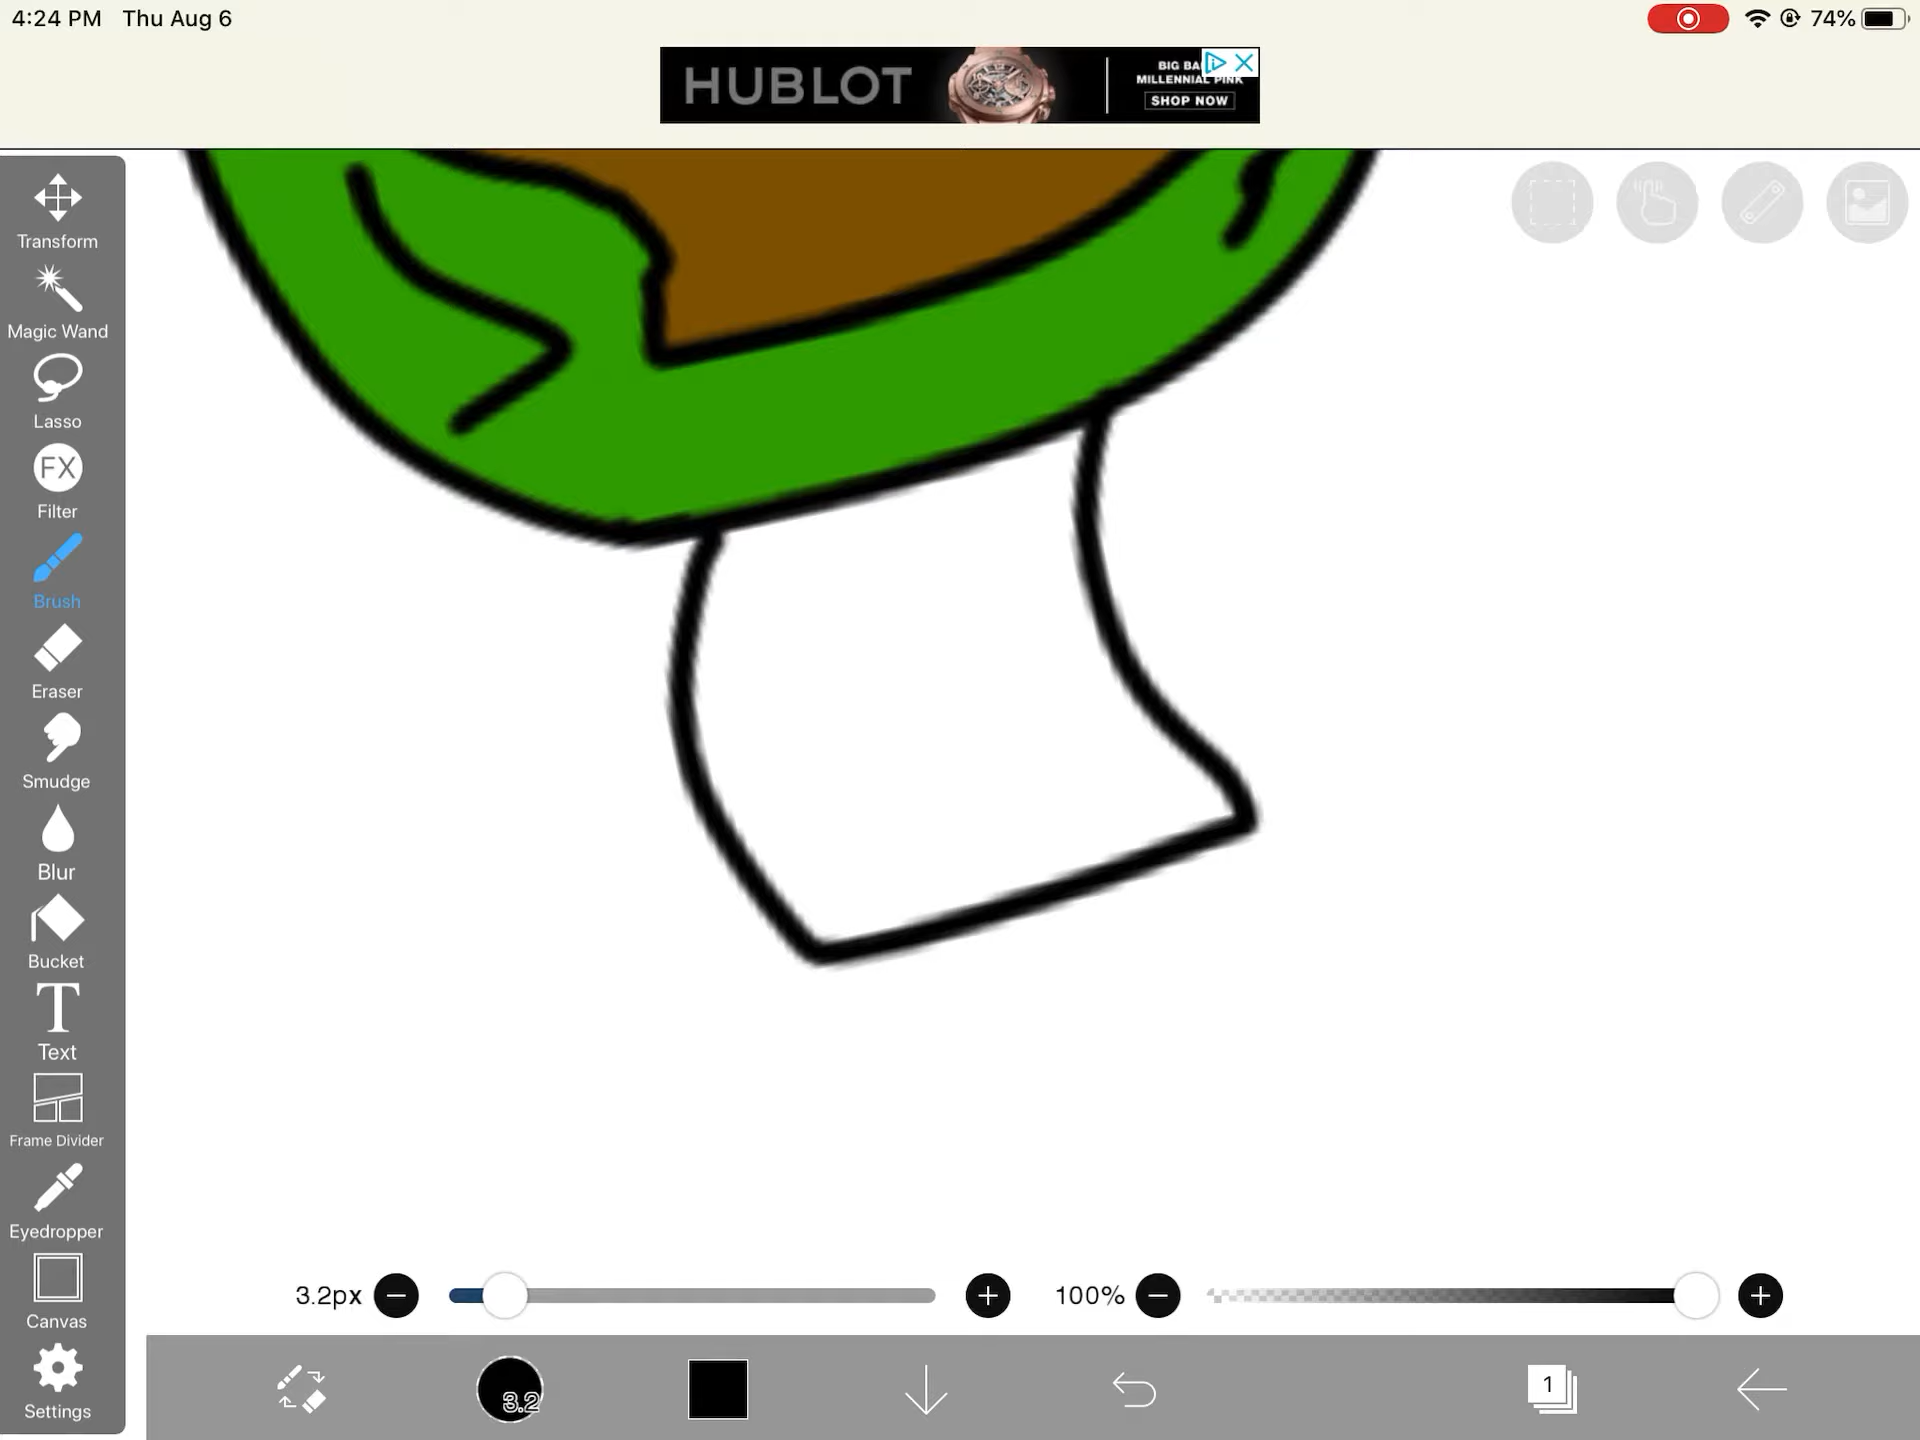 4:24 PM Thu Aug 6
74%
HUBLOT
BIG BA
MILLENNIAL PINK
SHOP NOW
Transform
Magic Wand
Lasso
FX
Filter
Brush
Eraser
Smudge
Blur
Bucket
T
Text
Frame Divider
Eyedropper
Canvas
Settings
3.2px
100%
3.2
1